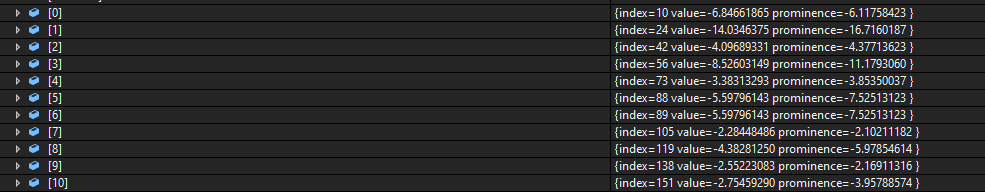 [0] {index=10 value=-6.84661865 prominence=-6.11758423 }
[1] {index=24 value=-14.0346375 prominence=-16.7160187 }
[2] {index=42 value=-4.09689331 prominence=-4.37713623 }
[3] {index=56 value=-8.52603149 prominence=-11.1793060 }
[4] {index=73 value=-3.38313293 prominence=-3.85350037 }
[5] {index=88 value=-5.59796143 prominence=-7.52513123 }
[6] {index=89 value=-5.59796143 prominence=-7.52513123 }
[7] {index=105 value=-2.28448486 prominence=-2.10211182 }
[8] {index=119 value=-4.38281250 prominence=-5.97854614 }
[9] {index=138 value=-2.55223083 prominence=-2.16911316 }
[10] {index=151 value=-2.75459290 prominence=-3.95788574 }